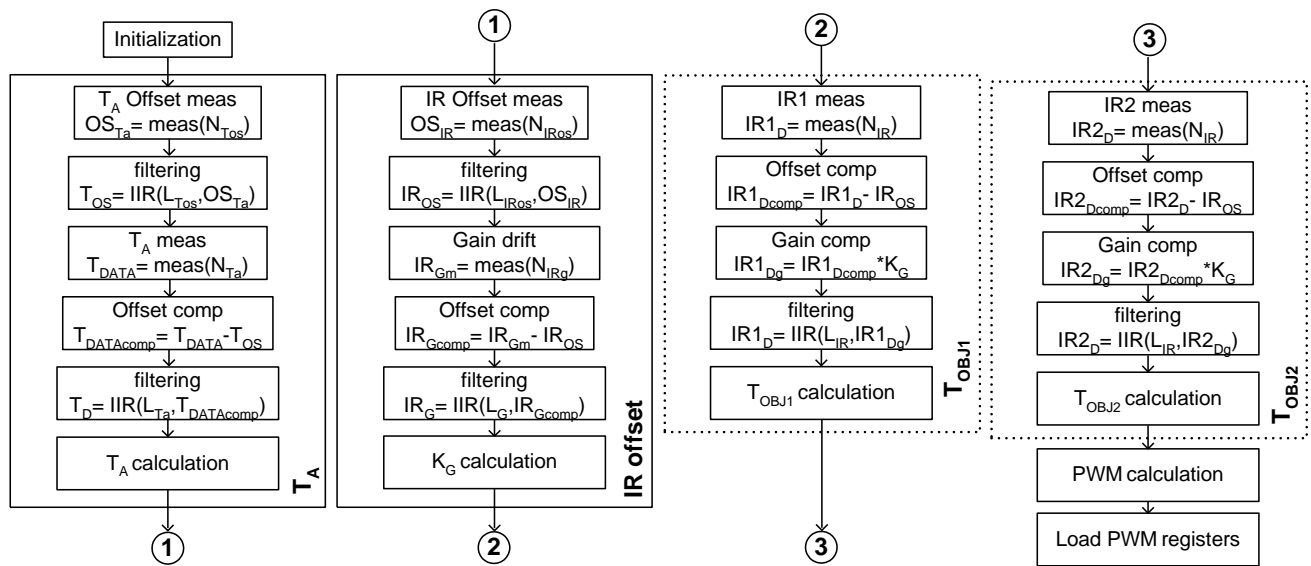 Initialization
T_A Offset meas
OS_Ta= meas(N_Tos)
filtering
T_OS= IIR(L_Tos,OS_Ta)
T_A meas
T_DATA= meas(N_Ta)
Offset comp
T_DATAcomp= T_DATA-T_OS
filtering
T_D= IIR(L_Ta,T_DATAcomp)
T_A calculation
T_A
1
1
IR Offset meas
OS_IR= meas(N_IRos)
filtering
IR_OS= IIR(L_IRos,OS_IR)
Gain drift
IR_Gm= meas(N_IRg)
Offset comp
IR_Gcomp= IR_Gm- IR_OS
filtering
IR_G= IIR(L_G,IR_Gcomp)
K_G calculation
IR offset
2
2
IR1 meas
IR1_D= meas(N_IR)
Offset comp
IR1_Dcomp= IR1_D- IR_OS
Gain comp
IR1_Dg= IR1_Dcomp*K_G
filtering
IR1_D= IIR(L_IR,IR1_Dg)
T_OBJ1 calculation
T_OBJ1
3
3
IR2 meas
IR2_D= meas(N_IR)
Offset comp
IR2_Dcomp= IR2_D- IR_OS
Gain comp
IR2_Dg= IR2_Dcomp*K_G
filtering
IR2_D= IIR(L_IR,IR2_Dg)
T_OBJ2 calculation
T_OBJ2
PWM calculation
Load PWM registers